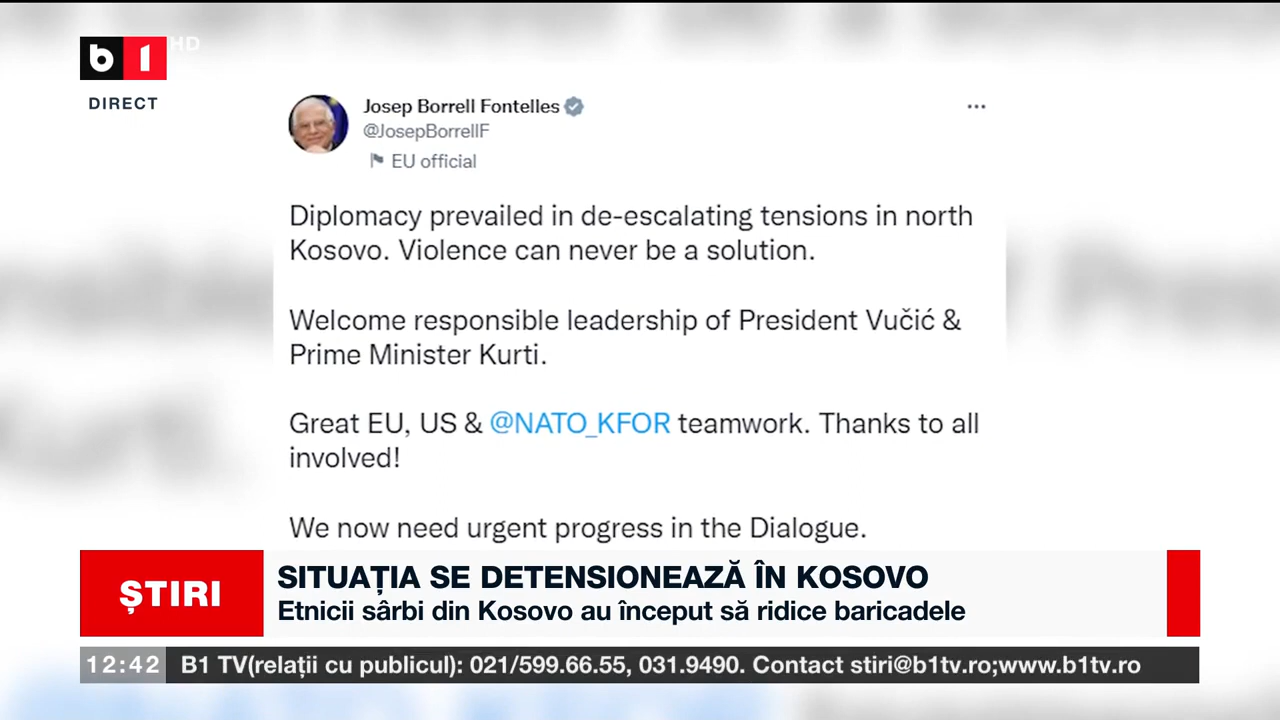 b1 HD
DIRECT
Josep Borrell Fontelles
@JosepBorrellF
EU official
Diplomacy prevailed in de-escalating tensions in north
Kosovo. Violence can never be a solution.
Welcome responsible leadership of President Vučić &
Prime Minister Kurti.
Great EU, US & @NATO_KFOR teamwork. Thanks to all
involved!
We now need urgent progress in the Dialogue.
ȘTIRI
SITUAȚIA SE DETENSIONEAZĂ ÎN KOSOVO
Etnicii sârbi din Kosovo au început să ridice baricadele
12:42 B1 TV(relații cu publicul): 021/599.66.55, 031.9490. Contact stiri@b1tv.ro;www.b1tv.ro